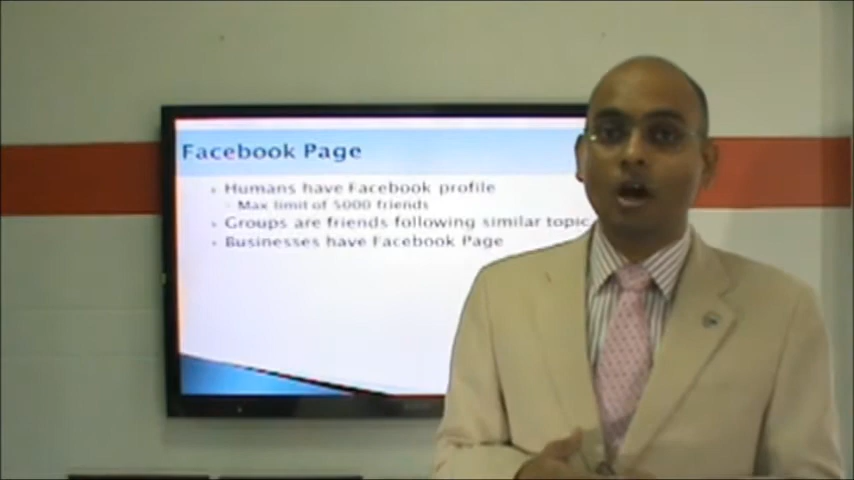 Facebook Page
Humans have Facebook profile
Max limit of 5000 friends
Groups are friends following similar topic
Businesses have Facebook Page